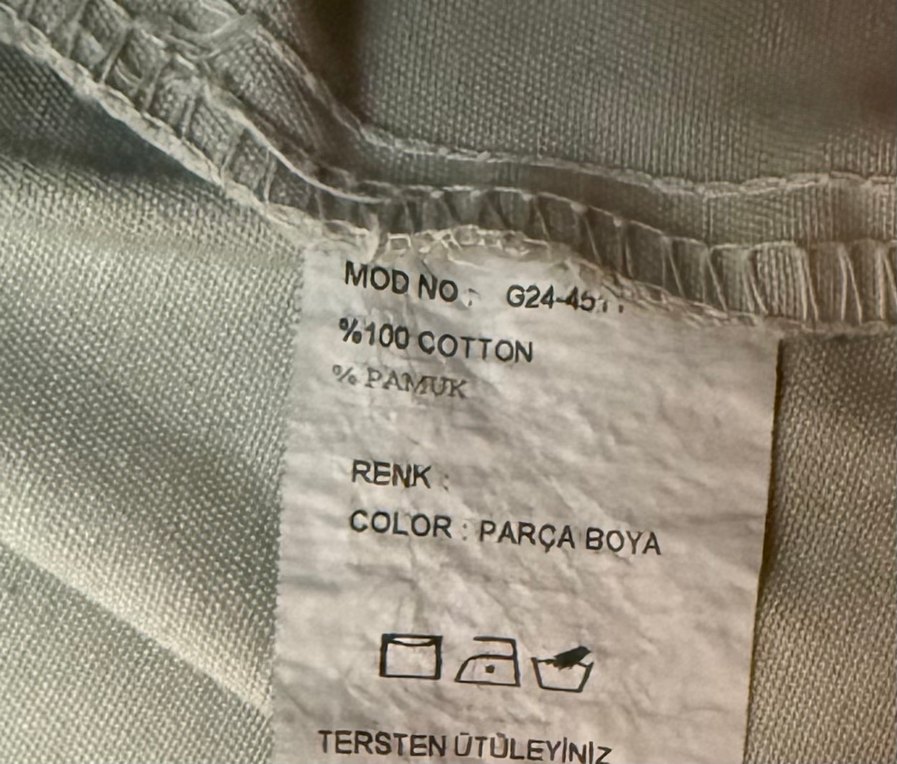 MOD NO :
%100 COTTON
% PAMUK
RENK :
COLOR : PARÇA BOYA
TERSTEN ÜTÜLEYİNİZ